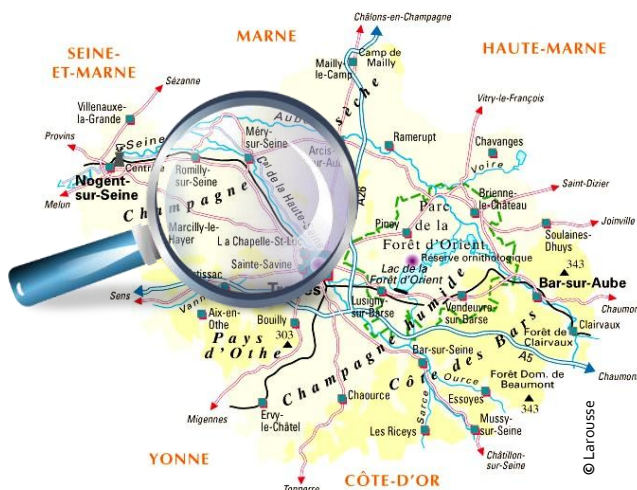 Châlons-en-Champagne
MARNE
Camp de
Mailly
Mailly
le-Camp
HAUTE-MARNE
SEINE-
ET-MARNE
Sézanne
Villenauxe-
la-Grande
Vitry-le-François
sèche
Aube
Provins
Seine
Méry-
sur-Seine
Arcis
Ramerupt
Chavanges
Voire
Centrale
Romilly-
sur-Seine
Nogent-
sur-Seine
Melun
Champagne
Cal de la Haute-
A26
Parc
de la
Forêt d'Orient
Brienne-
le-Château
Saint-Dizier
Piney
Joinville
Marcilly-le-
Hayer
La Chapelle-St-Luc
Soulaines-
Dhuys
Réserve ornithologique
343
Sainte-Savine
Lac de la
Forêt d'Orient
Bar-sur-Aube
Sens
Lusigny-
sur-Barse
Vendeuvre-
sur-Barse
Chaumont
Aix-en-
Othe
Bouilly
303
Pays
d'Othe
Champagne humide
Côte des Bars
Forêt de
Clairvaux
Clairvaux
A5
Bar-sur-Seine
Chaumont
Ource
Forêt Dom. de
Beaumont
343
Essoyes
Migennes
Ervy-
le-Châtel
Chaource
Sarce
Les Riceys
Mussy-
sur-Seine
Châtillon-
sur-Seine
YONNE
CÔTE-D'OR
Tonnerre
© Larousse